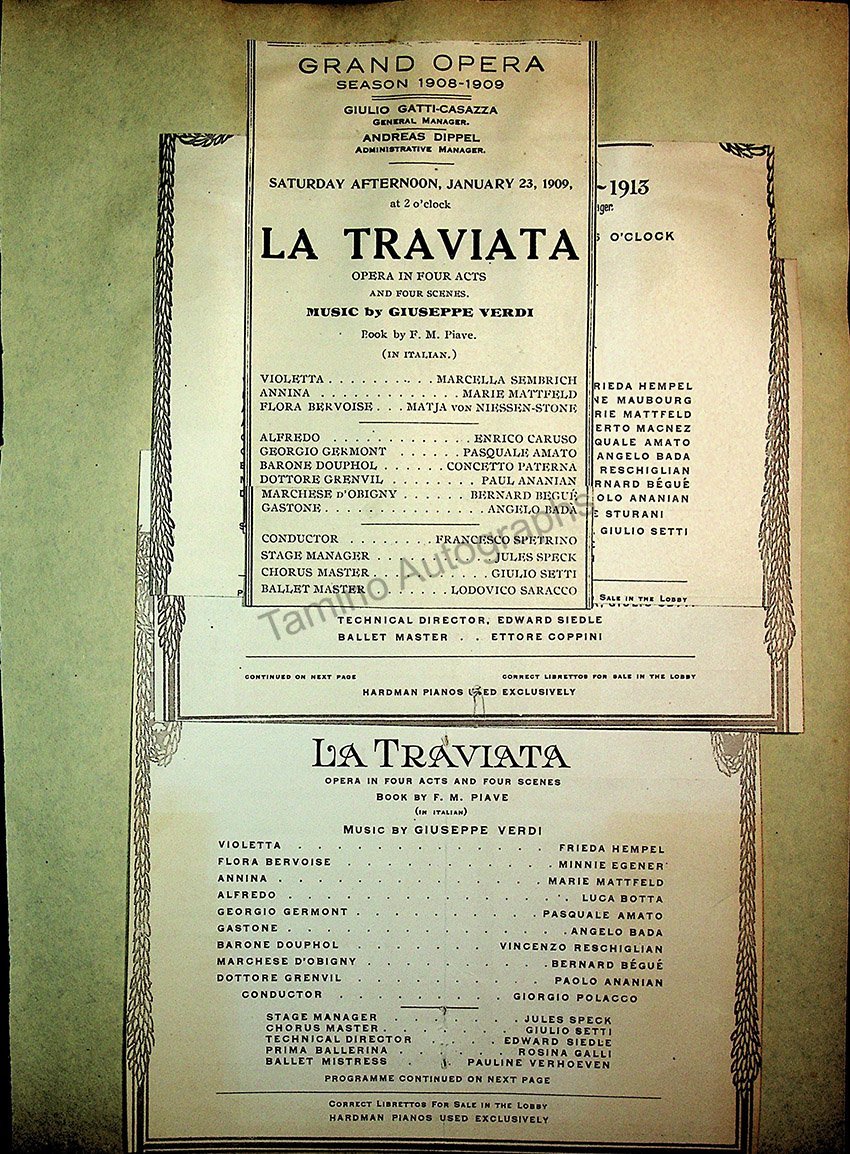 GRAND OPERA
SEASON 1908-1909
GIULIO GATTI-CASAZZA
GENERAL MANAGER.
ANDREAS DIPPEL
ADMINISTRATIVE MANAGER.
SATURDAY AFTERNOON, JANUARY 23, 1909,
at 2 o'clock
LA TRAVIATA
OPERA IN FOUR ACTS
AND FOUR SCENES.
MUSIC by GIUSEPPE VERDI
Book by F. M. Piave.
(IN ITALIAN.)
VIOLETTA . . . . . . . . . . MARCELLA SEMBRICH
ANNINA . . . . . . . . . . . . . MARIE MATTFELD
FLORA BERVOISE . . . MATJA VON NIESSEN-STONE
ALFREDO . . . . . . . . . . . . ENRICO CARUSO
GEORGIO GERMONT . . . . . . PASQUALE AMATO
BARONE DOUPHOL . . . . . . CONCETTO PATERNA
DOTTORE GRENVIL . . . . . . . . PAUL ANANIAN
MARCHESE D'OBIGNY . . . . . . BERNARD BEGUÉ
GASTONE . . . . . . . . . . . . . . ANGELO BADA
CONDUCTOR . . . . . . . . FRANCESCO SPETRINO
STAGE MANAGER . . . . . . . . . . JULES SPECK
CHORUS MASTER . . . . . . . . . . GIULIO SETTI
BALLET MASTER . . . . . . . LODOVICO SARACCO
-1913
ager.
O'CLOCK
RIEDA HEMPEL
NE MAUBOURG
RIE MATTFELD
ERTO MACNEZ
QUALE AMATO
ANGELO BADA
RESCHIGLIAN
RNARD BÉGUÉ
OLO ANANIAN
E STURANI
GIULIO SETTI
SALE IN THE LOBBY
TECHNICAL DIRECTOR, EDWARD SIEDLE
BALLET MASTER . . ETTORE COPPINI
CONTINUED ON NEXT PAGE CORRECT LIBRETTOS FOR SALE IN THE LOBBY
HARDMAN PIANOS USED EXCLUSIVELY
LA TRAVIATA
OPERA IN FOUR ACTS AND FOUR SCENES
BOOK BY F. M. PIAVE
(IN ITALIAN)
MUSIC BY GIUSEPPE VERDI
VIOLETTA . . . . . . . . . . . . FRIEDA HEMPEL
FLORA BERVOISE . . . . . . . . . . MINNIE EGENER
ANNINA . . . . . . . . . . . . . MARIE MATTFELD
ALFREDO . . . . . . . . . . . . . . LUCA BOTTA
GEORGIO GERMONT . . . . . . . . . PASQUALE AMATO
GASTONE . . . . . . . . . . . . . ANGELO BADA
BARONE DOUPHOL . . . . . . . VINCENZO RESCHIGLIAN
MARCHESE D'OBIGNY . . . . . . . . . BERNARD BÉGUÉ
DOTTORE GRENVIL . . . . . . . . . PAOLO ANANIAN
CONDUCTOR . . . . . . . . GIORGIO POLACCO
STAGE MANAGER . . . . . . . JULES SPECK
CHORUS MASTER . . . . . . . . GIULIO SETTI
TECHNICAL DIRECTOR . . . . EDWARD SIEDLE
PRIMA BALLERINA . . . . . . . ROSINA GALLI
BALLET MISTRESS . . . . PAULINE VERHOEVEN
PROGRAMME CONTINUED ON NEXT PAGE
CORRECT LIBRETTOS FOR SALE IN THE LOBBY
HARDMAN PIANOS USED EXCLUSIVELY
Tamino Autographs